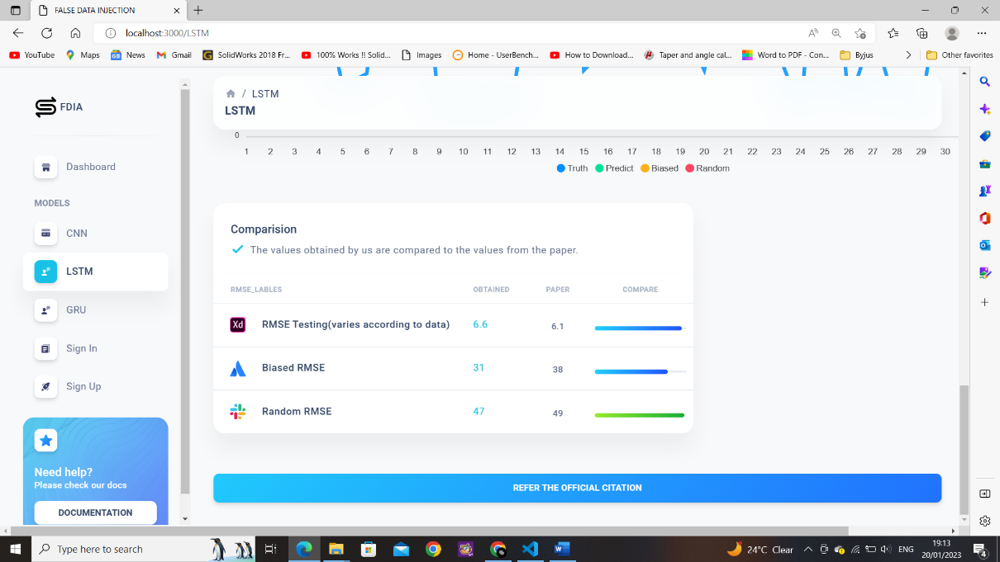 FALSE DATA INJECTION
localhost:3000/LSTM
YouTube
Maps
News
Gmail
SolidWorks 2018 Fr...
100% Works !! Solid...
Images
Home - UserBench...
How to Download...
Taper and angle cal...
Word to PDF - Con...
Byjus
Other favorites
FDIA
Dashboard
MODELS
CNN
LSTM
GRU
Sign In
Sign Up
Need help?
Please check our docs
DOCUMENTATION
/ LSTM
LSTM
0
1 2 3 4 5 6 7 8 9 10 11 12 13 14 15 16 17 18 19 20 21 22 23 24 25 26 27 28 29 30
Truth Predict Biased Random
Comparision
The values obtained by us are compared to the values from the paper.
RMSE_LABLES OBTAINED PAPER COMPARE
Xd RMSE Testing(varies according to data) 6.6 6.1
Biased RMSE 31 38
Random RMSE 47 49
REFER THE OFFICIAL CITATION
Type here to search
24°C Clear
ENG
19:13
20/01/2023
4